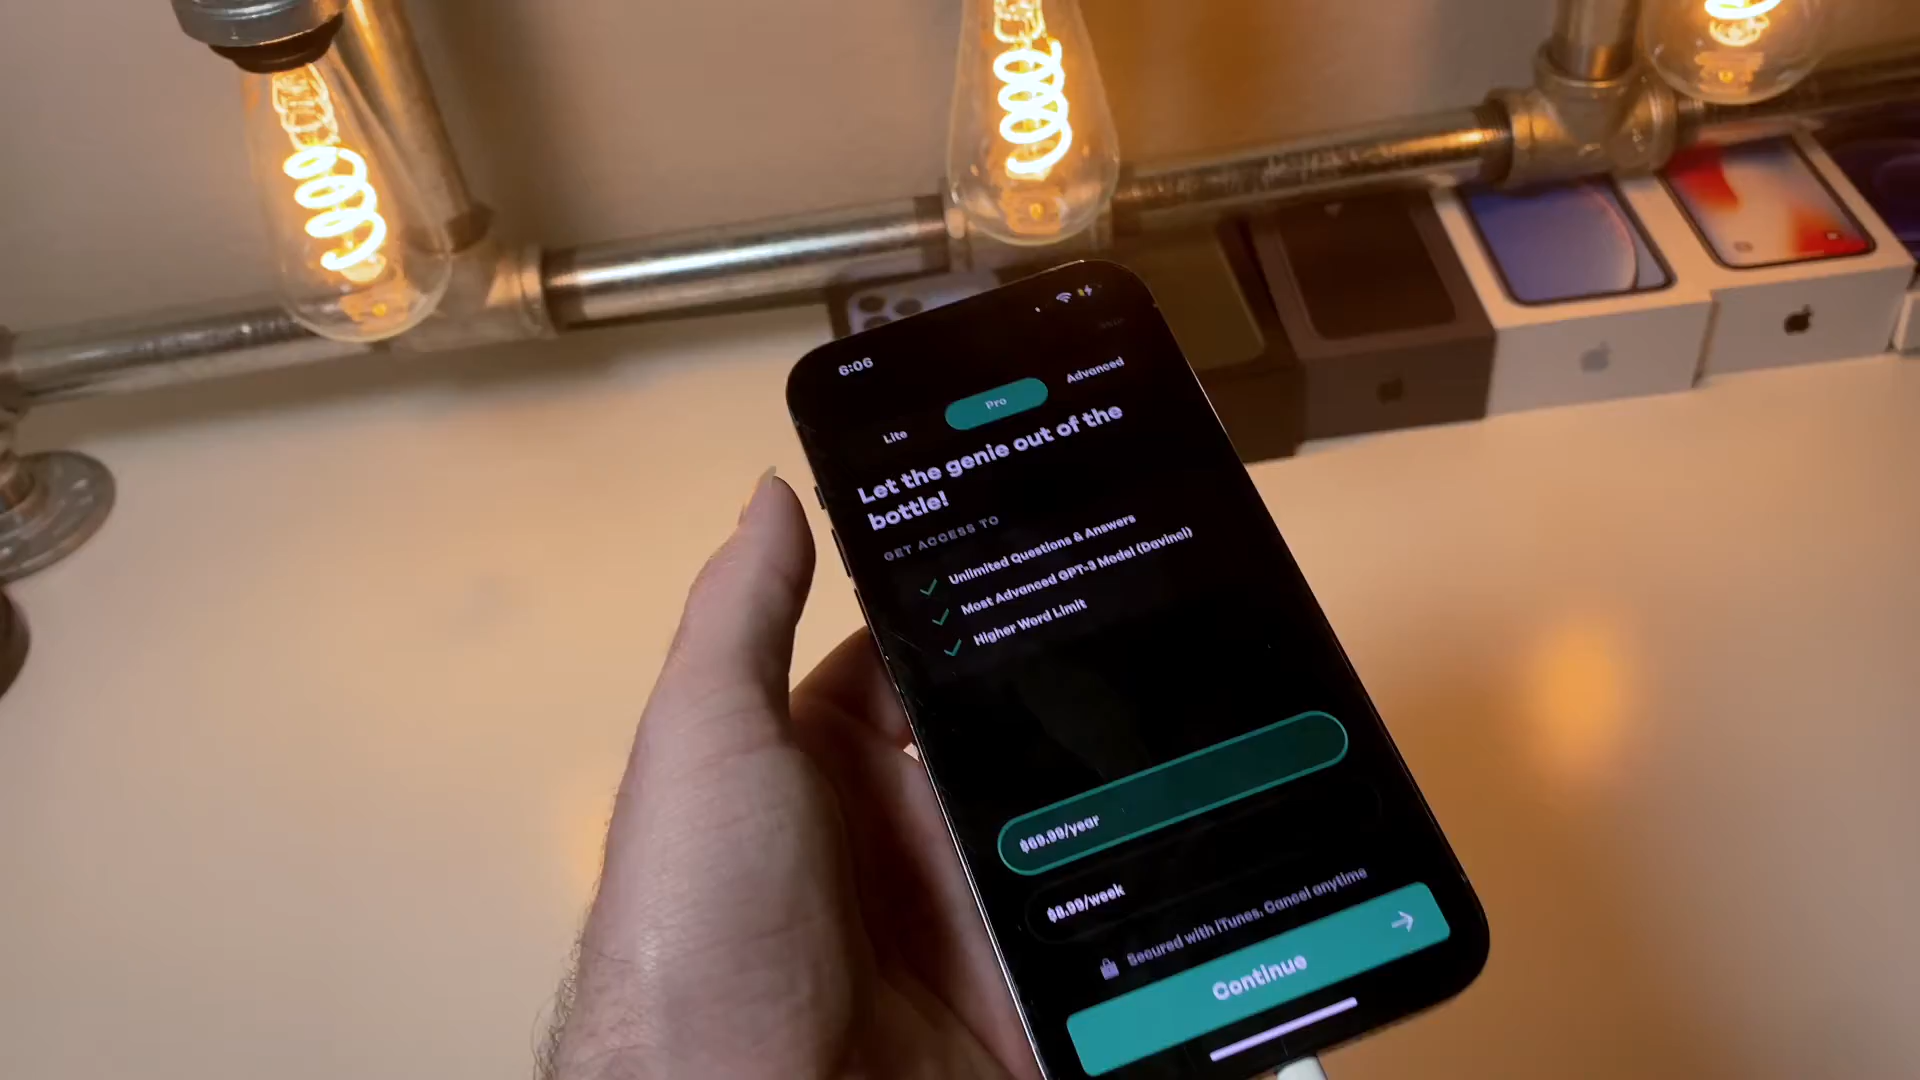 6:06
Lite
Pro
Advanced
Let the genie out of the
bottle!
GET ACCESS TO
Unlimited Questions & Answers
Most Advanced GPT-3 Model (Davinci)
Higher Word Limit
$69.99/year
$8.99/week
Secured with iTunes. Cancel anytime
Continue